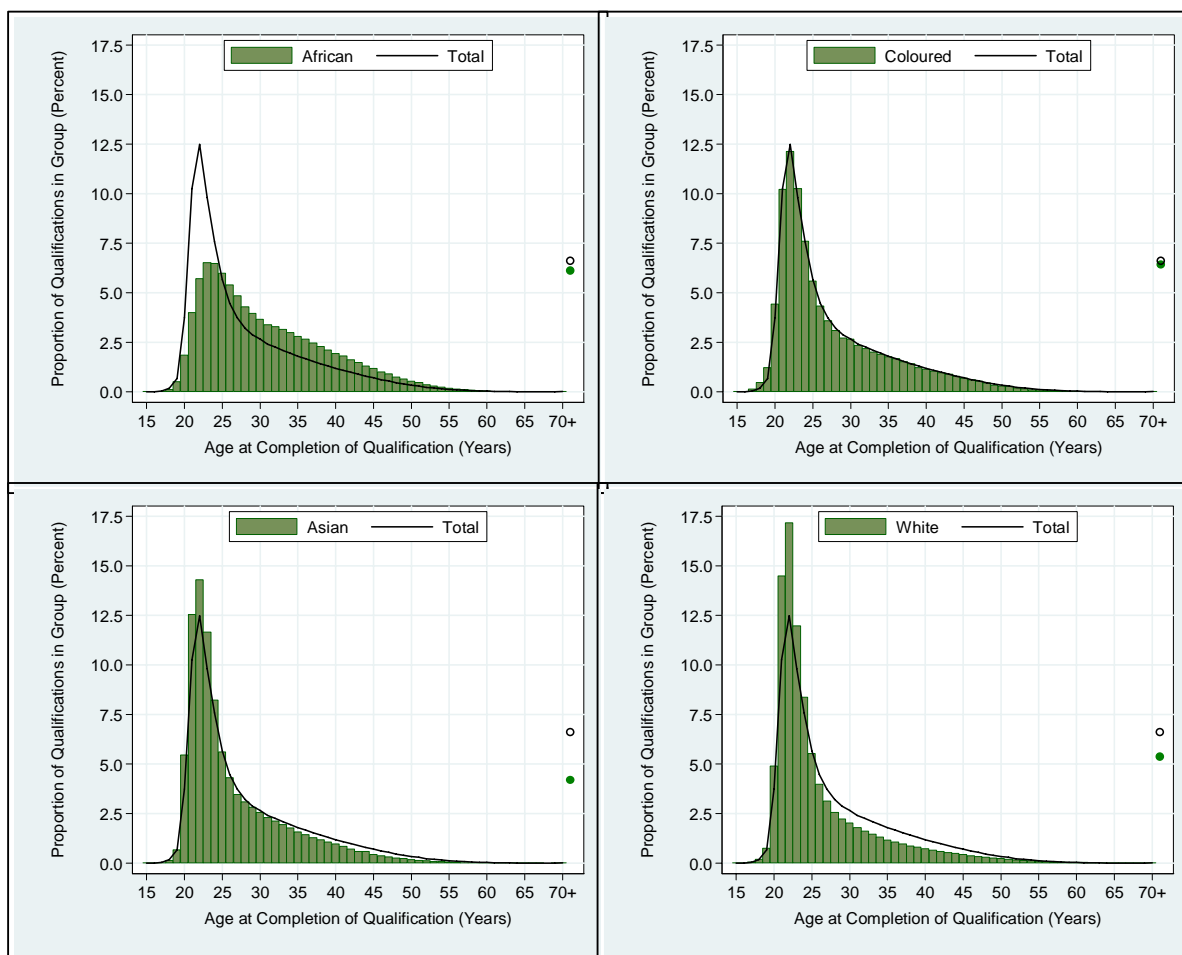 African Total
17.5
15.0
12.5
10.0
7.5
5.0
2.5
0.0
Proportion of Qualifications in Group (Percent)
15 20 25 30 35 40 45 50 55 60 65 70+
Age at Completion of Qualification (Years)
Coloured Total
17.5
15.0
12.5
10.0
7.5
5.0
2.5
0.0
Proportion of Qualifications in Group (Percent)
15 20 25 30 35 40 45 50 55 60 65 70+
Age at Completion of Qualification (Years)
Asian Total
17.5
15.0
12.5
10.0
7.5
5.0
2.5
0.0
Proportion of Qualifications in Group (Percent)
15 20 25 30 35 40 45 50 55 60 65 70+
Age at Completion of Qualification (Years)
White Total
17.5
15.0
12.5
10.0
7.5
5.0
2.5
0.0
Proportion of Qualifications in Group (Percent)
15 20 25 30 35 40 45 50 55 60 65 70+
Age at Completion of Qualification (Years)